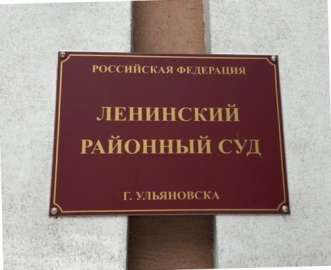 РОССИЙСКАЯ ФЕДЕРАЦИЯ
ЛЕНИНСКИЙ
РАЙОННЫЙ СУД
Г. УЛЬЯНОВСКА